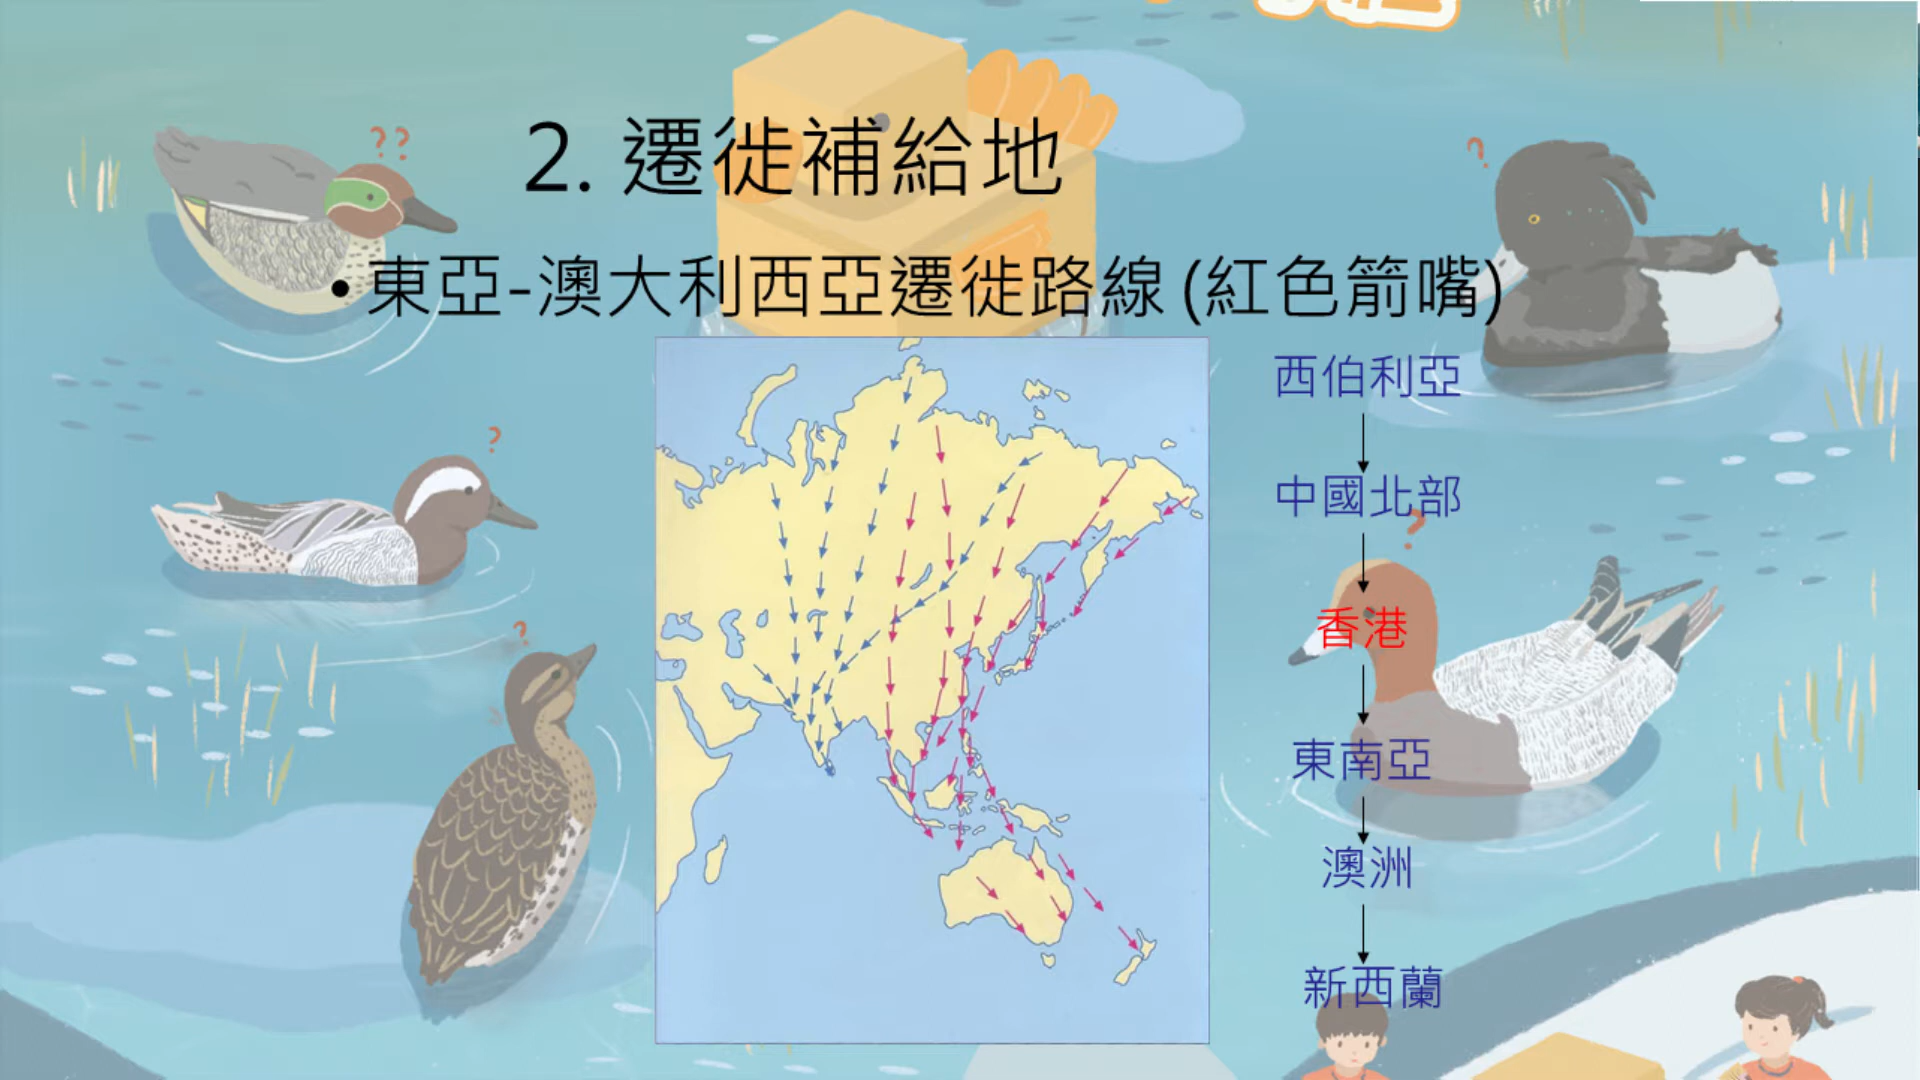 2. 遷徙補給地
• 東亞-澳大利西亞遷徙路線 (紅色箭嘴)
西伯利亞
中國北部
香港
東南亞
澳洲
新西蘭